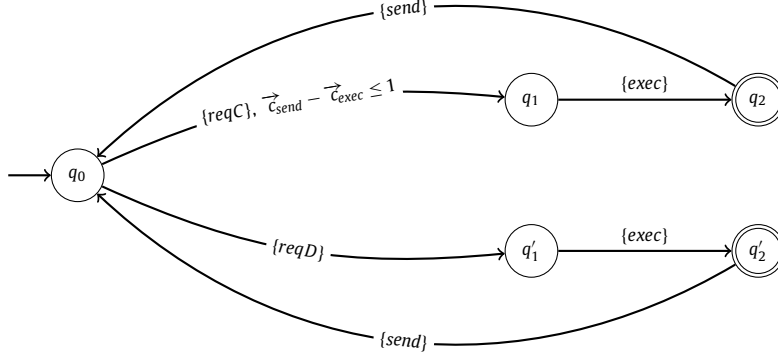 {send}
{reqC}, c⃗_send − c⃗_exec ≤ 1
q₁
{exec}
q₂
q₀
{reqD}
q′₁
{exec}
q′₂
{send}